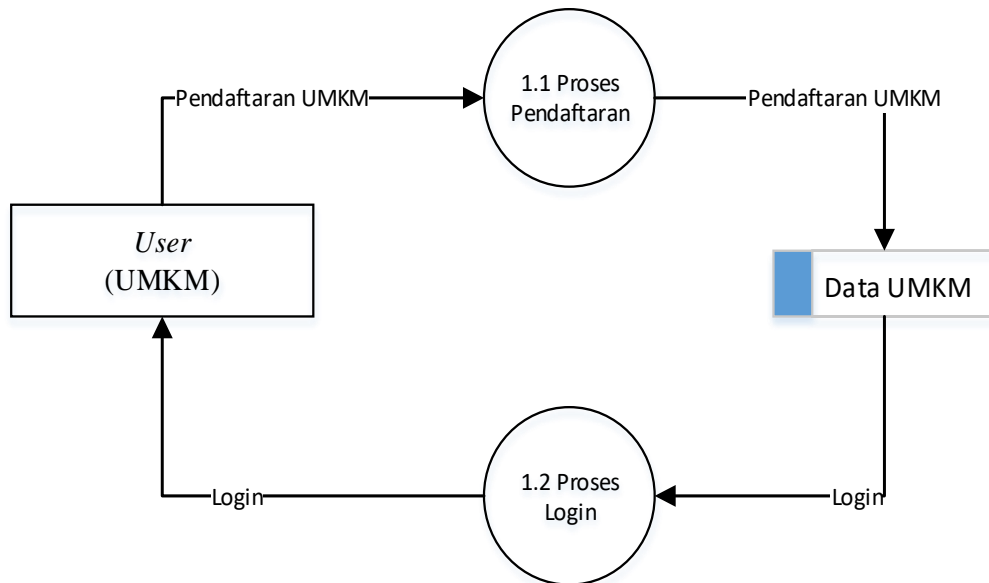 1.1 Proses
Pendaftaran
Pendaftaran UMKM
Pendaftaran UMKM
User
(UMKM)
Data UMKM
1.2 Proses
Login
Login
Login